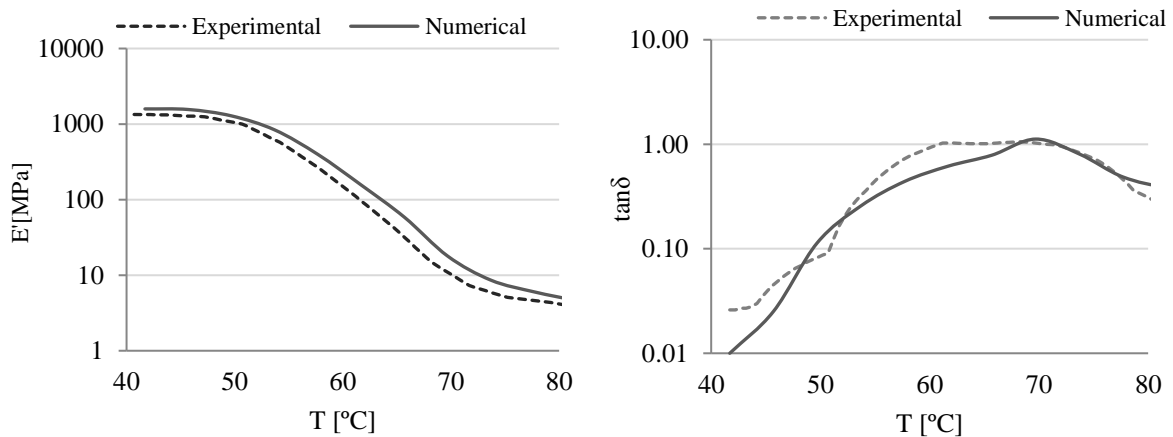 Experimental Numerical
10000
1000
100
10
1
E'[MPa]
40 50 60 70 80
T [ºC]
Experimental Numerical
10.00
1.00
0.10
0.01
tanδ
40 50 60 70 80
T [ºC]